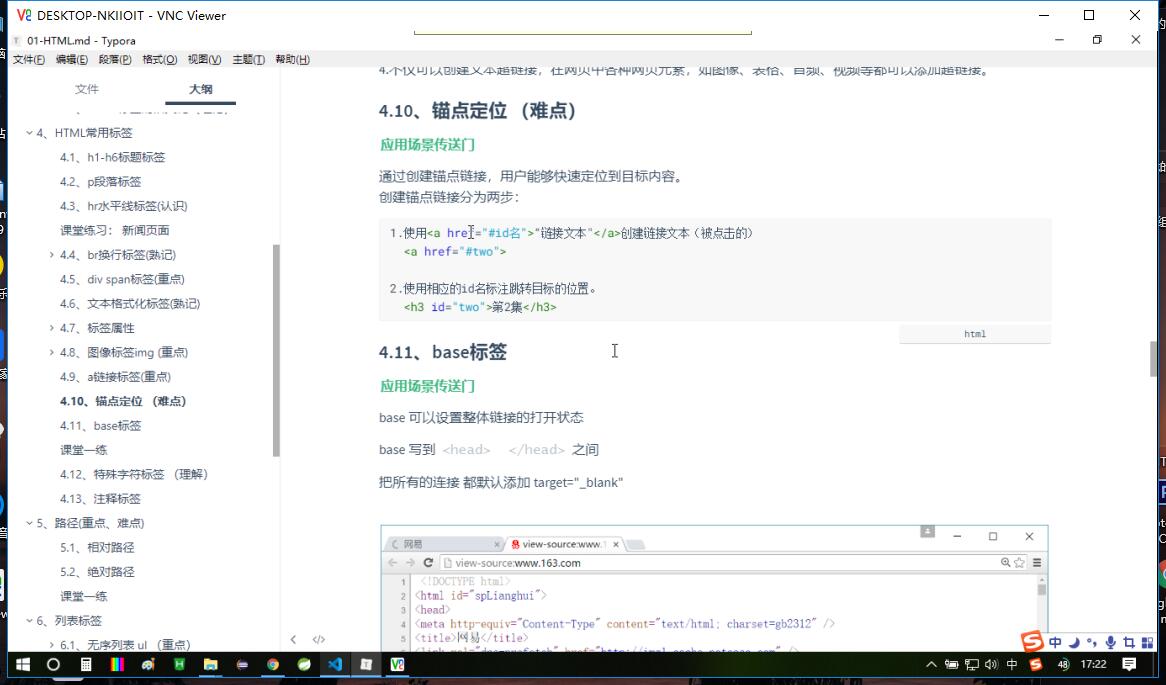 DESKTOP-NKIIOIT - VNC Viewer
01-HTML.md - Typora
文件(F) 编辑(E) 段落(P) 格式(O) 视图(V) 主题(T) 帮助(H)
文件 大纲
4、HTML常用标签
4.1、h1-h6标题标签
4.2、p段落标签
4.3、hr水平线标签(认识)
课堂练习： 新闻页面
4.4、br换行标签(熟记)
4.5、div span标签(重点)
4.6、文本格式化标签(熟记)
4.7、标签属性
4.8、图像标签img (重点)
4.9、a链接标签(重点)
4.10、锚点定位 （难点）
4.11、base标签
课堂一练
4.12、特殊字符标签 （理解）
4.13、注释标签
5、路径(重点、难点)
5.1、相对路径
5.2、绝对路径
课堂一练
6、列表标签
6.1、无序列表 ul （重点）
4.不仅可以创建文本超链接，在网页中各种网页元素，如图像、表格、音频、视频等都可以添加超链接。
4.10、锚点定位 （难点）
应用场景传送门
通过创建锚点链接，用户能够快速定位到目标内容。
创建锚点链接分为两步：
1.使用<a href="#id名">"链接文本"</a>创建链接文本（被点击的）
<a href="#two">
2.使用相应的id名标注跳转目标的位置。
<h3 id="two">第2集</h3>
html
4.11、base标签
应用场景传送门
base 可以设置整体链接的打开状态
base 写到 <head> </head> 之间
把所有的连接 都默认添加 target="_blank"
网易 view-source:www.1
view-source:www.163.com
1 <!DOCTYPE html>
2 <html id="spLianghui">
3 <head>
4 <meta http-equiv="Content-Type" content="text/html; charset=gb2312" />
5 <title>网易</title>
中
中 48 17:22